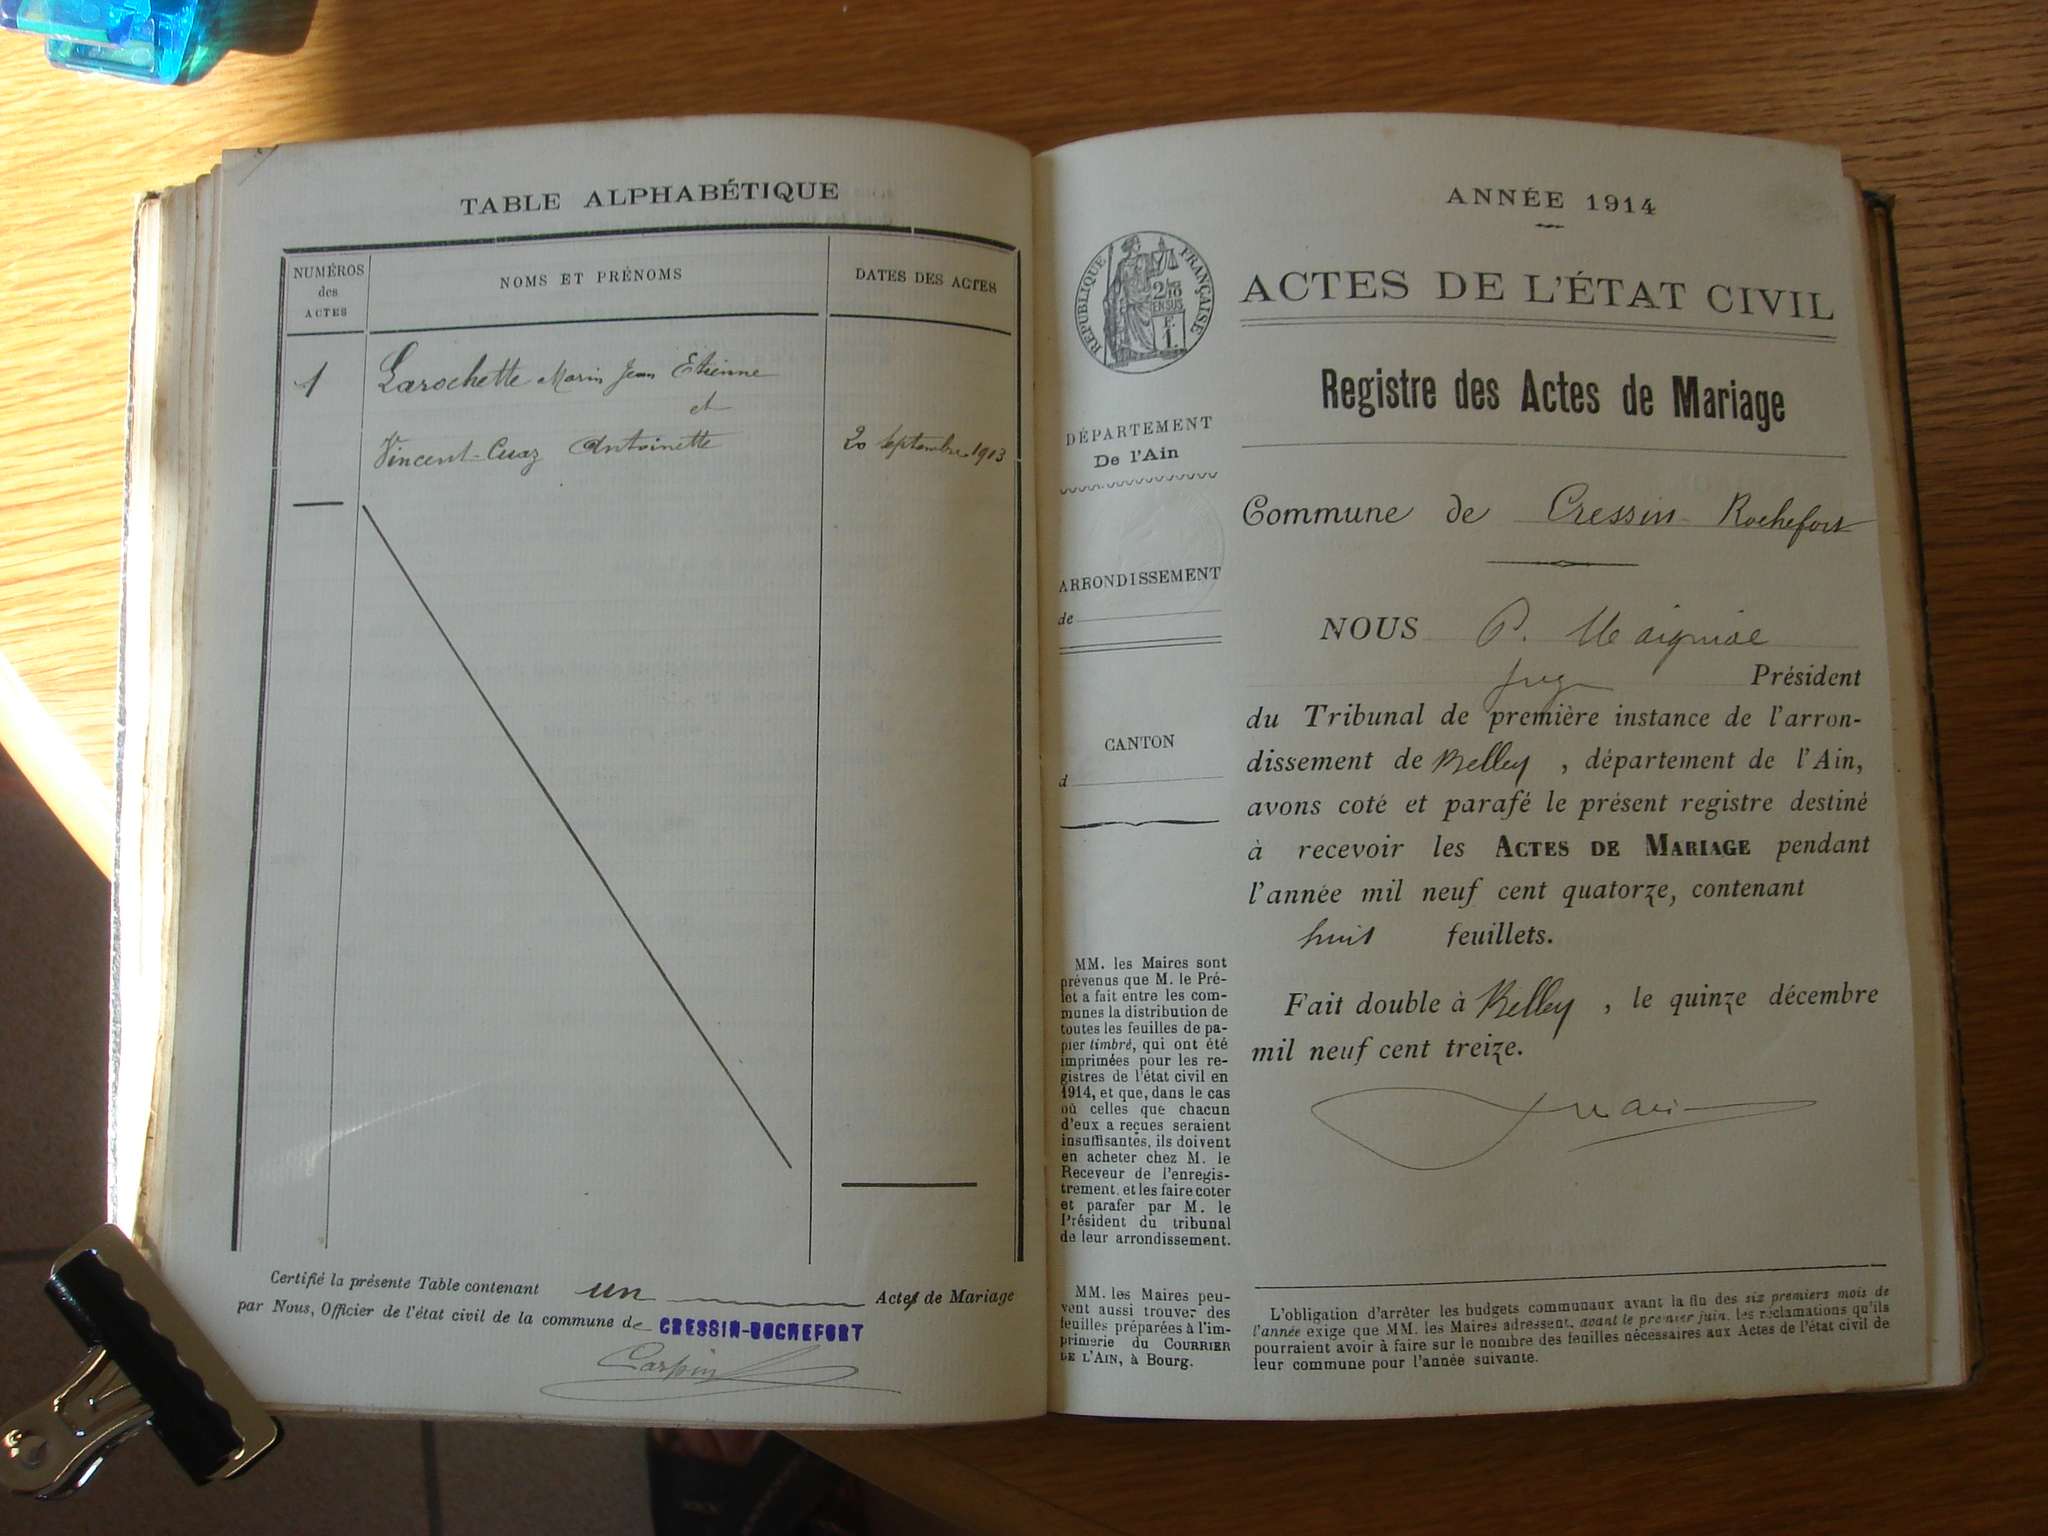 TABLE ALPHABÉTIQUE
NUMÉROS
des
ACTES
NOMS ET PRÉNOMS
DATES DES ACTES
1
Larochette Marin Jean Etienne
et
Vincent-Cuaz Antoinette
20 septembre 1913
Certifié la présente Table contenant un Actes de Mariage
par Nous, Officier de l'état civil de la commune de CRESSIN-ROCHEFORT
Carpin
ANNÉE 1914
RÉPUBLIQUE FRANÇAISE
2/10
EN SUS
F.
1.
ACTES DE L'ÉTAT CIVIL
Registre des Actes de Mariage
DÉPARTEMENT
De l'Ain
ARRONDISSEMENT
de
CANTON
d
MM. les Maires sont
prévenus que M. le Pré-
fet a fait entre les com-
munes la distribution de
toutes les feuilles de pa-
pier timbré, qui ont été
imprimées pour les re-
gistres de l'état civil en
1914, et que, dans le cas
où celles que chacun
d'eux a reçues seraient
insuffisantes, ils doivent
en acheter chez M. le
Receveur de l'enregis-
trement, et les faire coter
et parafer par M. le
Président du tribunal
de leur arrondissement.
MM. les Maires peu-
vent aussi trouver des
feuilles préparées à l'im-
primerie du COURRIER
DE L'AIN, à Bourg.
Commune de Cressin-Rochefort
NOUS P. Maigniae
juge Président
du Tribunal de première instance de l'arron-
dissement de Belley, département de l'Ain,
avons coté et parafé le présent registre destiné
à recevoir les ACTES DE MARIAGE pendant
l'année mil neuf cent quatorze, contenant
huit feuillets.
Fait double à Belley, le quinze décembre
mil neuf cent treize.
L'obligation d'arrêter les budgets communaux avant la fin des six premiers mois de
l'année exige que MM. les Maires adressent, avant le premier juin, les réclamations qu'ils
pourraient avoir à faire sur le nombre des feuilles nécessaires aux Actes de l'état civil de
leur commune pour l'année suivante.